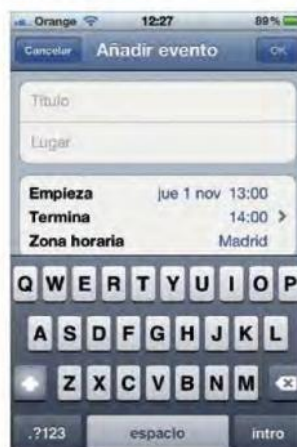 Orange 12:27 89%
Cancelar Añadir evento OK
Título
Lugar
Empieza jue 1 nov 13:00
Termina 14:00 >
Zona horaria Madrid
Q W E R T Y U I O P
A S D F G H J K L
Z X C V B N M
.?123 espacio intro